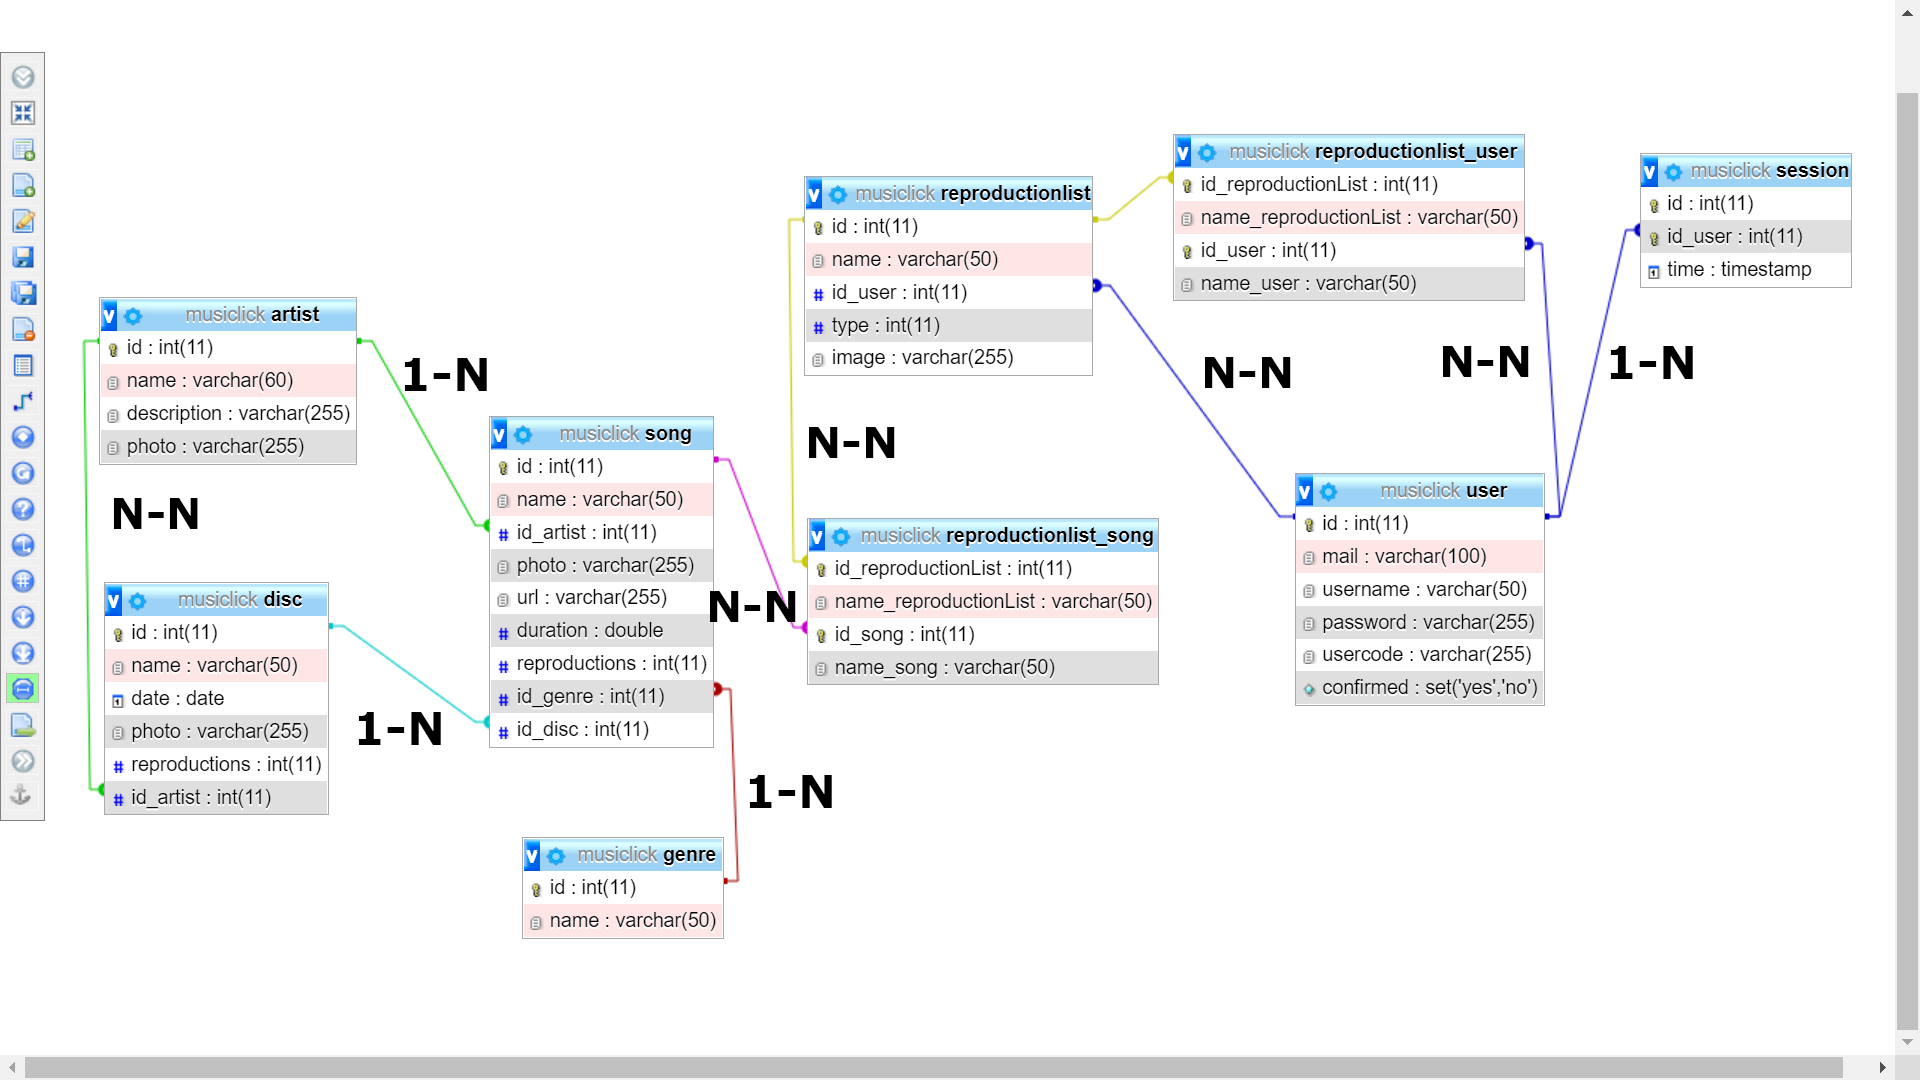 musiclick artist
id : int(11)
name : varchar(60)
description : varchar(255)
photo : varchar(255)
N-N
musiclick disc
id : int(11)
name : varchar(50)
date : date
photo : varchar(255)
reproductions : int(11)
id_artist : int(11)
1-N
1-N
musiclick song
id : int(11)
name : varchar(50)
id_artist : int(11)
photo : varchar(255)
url : varchar(255)
duration : double
reproductions : int(11)
id_genre : int(11)
id_disc : int(11)
1-N
musiclick genre
id : int(11)
name : varchar(50)
N-N
musiclick reproductionlist
id : int(11)
name : varchar(50)
id_user : int(11)
type : int(11)
image : varchar(255)
N-N
musiclick reproductionlist_song
id_reproductionList : int(11)
name_reproductionList : varchar(50)
id_song : int(11)
name_song : varchar(50)
musiclick reproductionlist_user
id_reproductionList : int(11)
name_reproductionList : varchar(50)
id_user : int(11)
name_user : varchar(50)
N-N
N-N
1-N
musiclick session
id : int(11)
id_user : int(11)
time : timestamp
musiclick user
id : int(11)
mail : varchar(100)
username : varchar(50)
password : varchar(255)
usercode : varchar(255)
confirmed : set('yes','no')